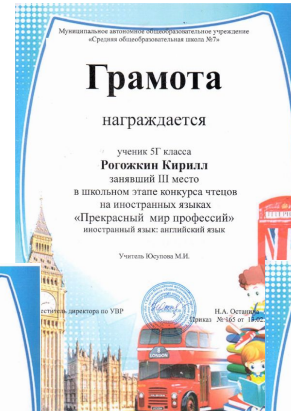 Муниципальное автономное общеобразовательное учреждение
«Средняя общеобразовательная школа №7»
Грамота
награждается
ученик 5Г класса
Рогожкин Кирилл
занявший III место
в школьном этапе конкурса чтецов
на иностранных языках
«Прекрасный мир профессий»
иностранный язык: английский язык
Учитель Юсупова М.И.
директора по УВР
Н.А. Останина
Приказ №165 от